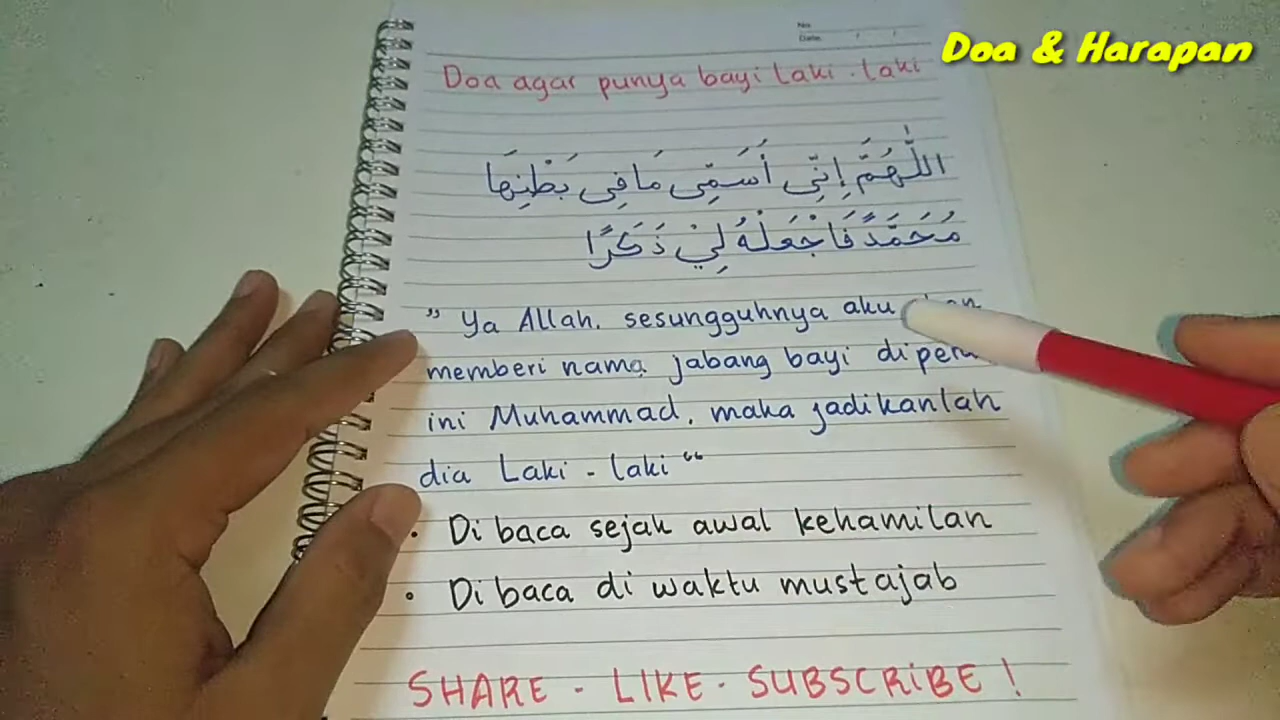 No:
Date:
Doa & Harapan
Doa agar punya bayi Laki - laki
اللّٰهُمَّ إِنِّى أُسَمِّى مَا فِى بَطْنِهَا
مُحَمَّدً فَاجْعَلْهُ لِيْ ذَكَرًا
" Ya Allah. sesungguhnya aku
memberi nama jabang bayi
ini Muhammad. maka jadikanlah
dia Laki - laki "
• Di baca sejak awal kehamilan
• Di baca di waktu mustajab
SHARE - LIKE - SUBSCRIBE !